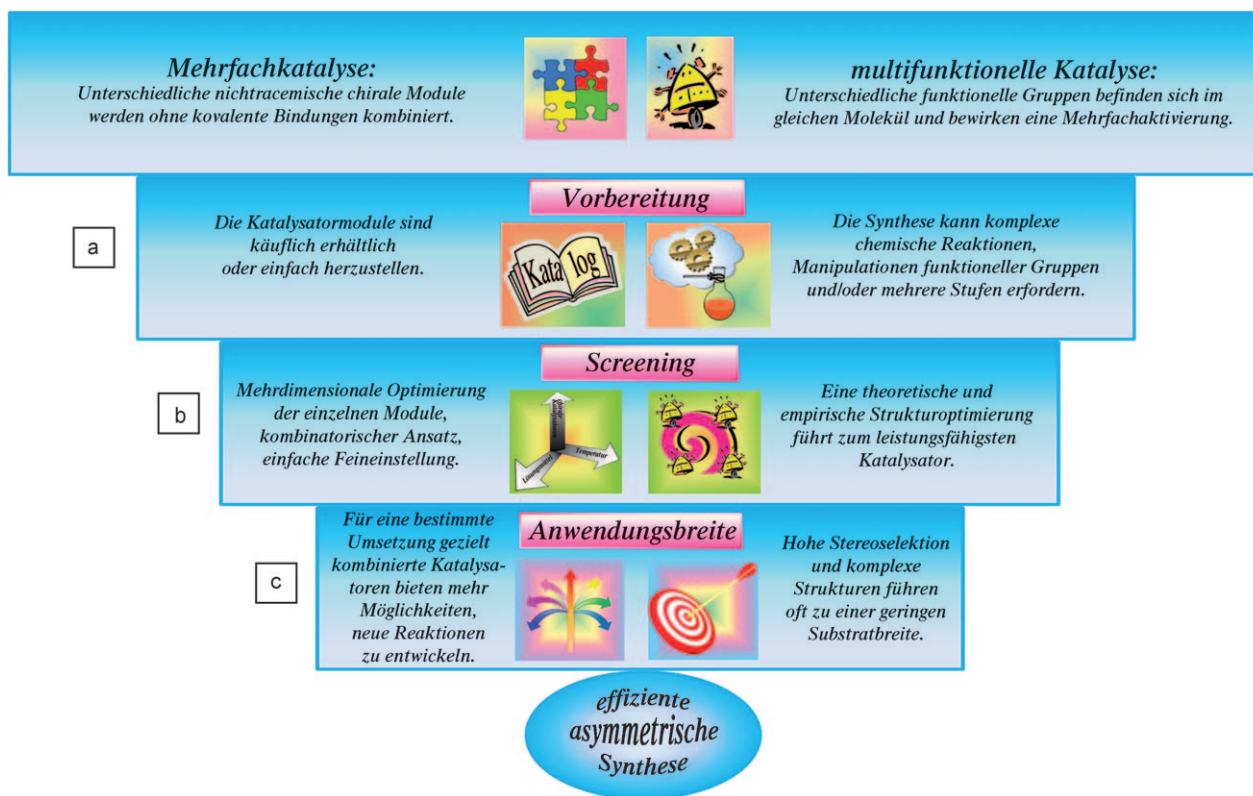 Mehrfachkatalyse:
Unterschiedliche nichtracemische chirale Module
werden ohne kovalente Bindungen kombiniert.
multifunktionelle Katalyse:
Unterschiedliche funktionelle Gruppen befinden sich im
gleichen Molekül und bewirken eine Mehrfachaktivierung.
a
Vorbereitung
Die Katalysatormodule sind
käuflich erhältlich
oder einfach herzustellen.
Kata log
Die Synthese kann komplexe
chemische Reaktionen,
Manipulationen funktioneller Gruppen
und/oder mehrere Stufen erfordern.
b
Screening
Mehrdimensionale Optimierung
der einzelnen Module,
kombinatorischer Ansatz,
einfache Feineinstellung.
Lösungsmittel
Temperatur
Eine theoretische und
empirische Strukturoptimierung
führt zum leistungsfähigsten
Katalysator.
c
Anwendungsbreite
Für eine bestimmte
Umsetzung gezielt
kombinierte Katalysa-
toren bieten mehr
Möglichkeiten,
neue Reaktionen
zu entwickeln.
Hohe Stereoselektion
und komplexe
Strukturen führen
oft zu einer geringen
Substratbreite.
effiziente
asymmetrische
Synthese